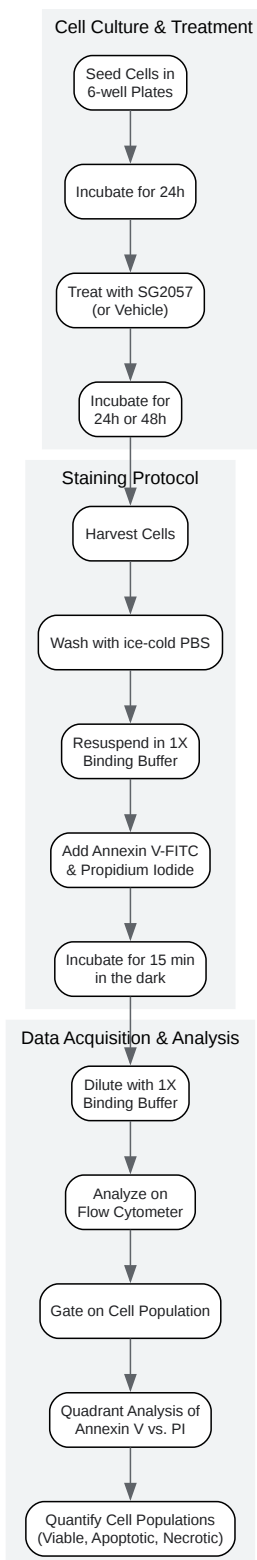 Cell Culture & Treatment
Seed Cells in
6-well Plates
Incubate for 24h
Treat with SG2057
(or Vehicle)
Incubate for
24h or 48h
Staining Protocol
Harvest Cells
Wash with ice-cold PBS
Resuspend in 1X
Binding Buffer
Add Annexin V-FITC
& Propidium Iodide
Incubate for 15 min
in the dark
Data Acquisition & Analysis
Dilute with 1X
Binding Buffer
Analyze on
Flow Cytometer
Gate on Cell Population
Quadrant Analysis of
Annexin V vs. PI
Quantify Cell Populations
(Viable, Apoptotic, Necrotic)